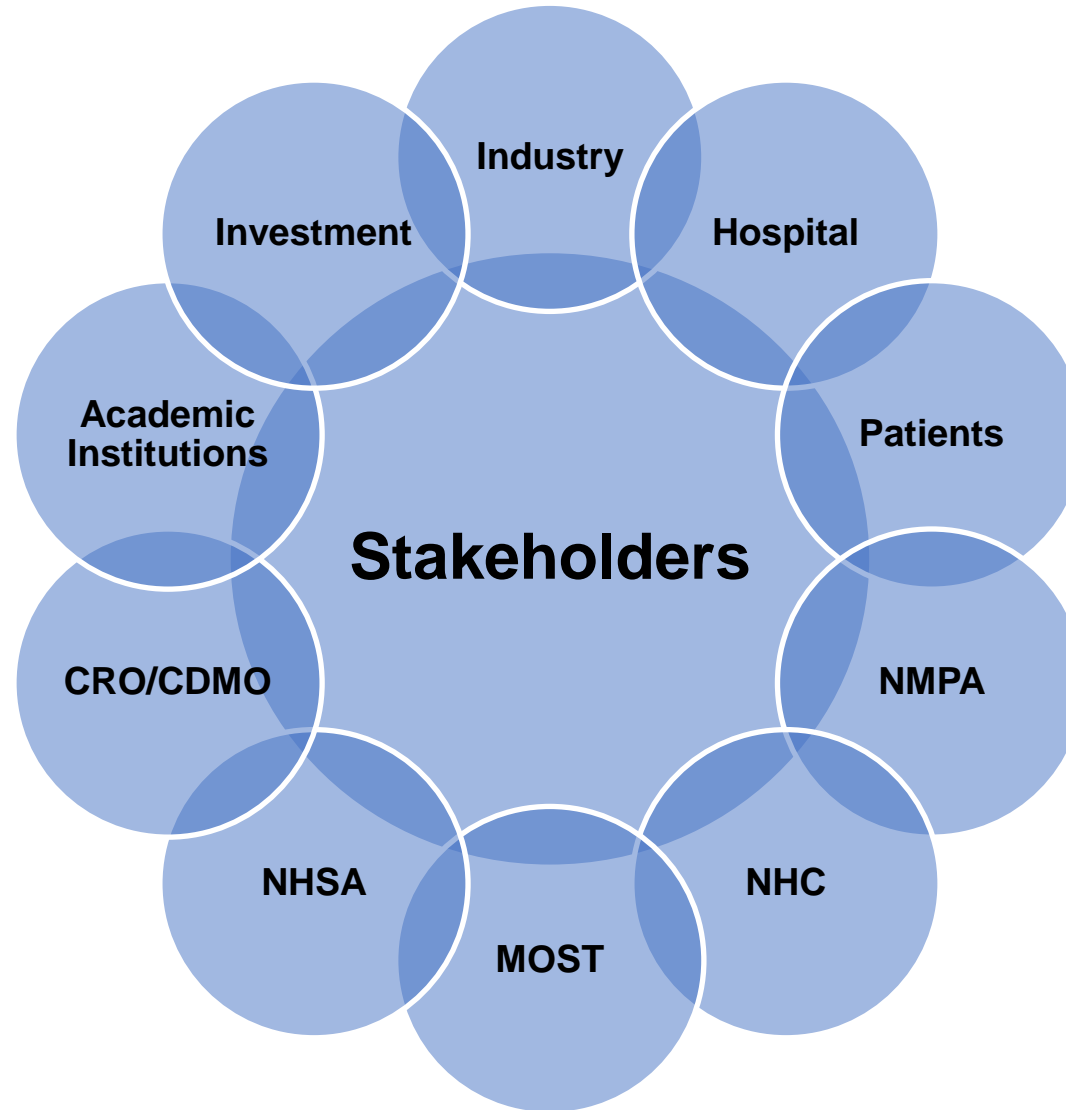 Industry
Investment
Hospital
Academic
Institutions
Patients
Stakeholders
CRO/CDMO
NMPA
NHSA
NHC
MOST